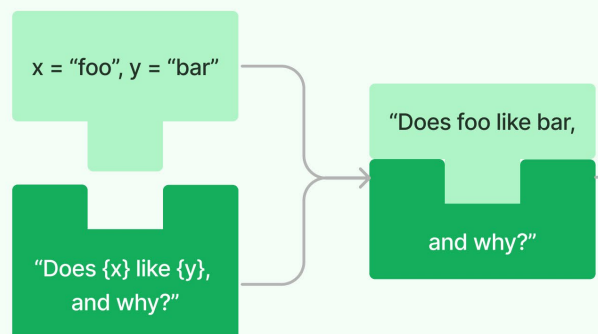 x = “foo”, y = “bar”
“Does {x} like {y},
and why?”
“Does foo like bar,
and why?”